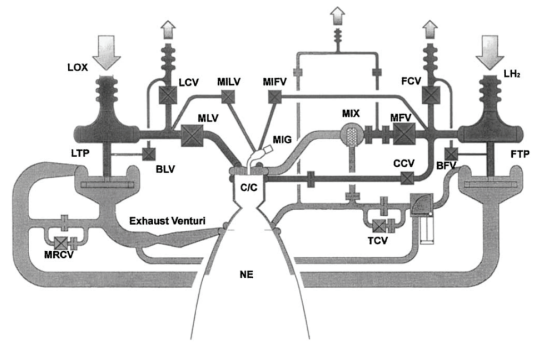 LOX
LH₂
LCV
MILV
MIFV
FCV
MIX
MLV
MIG
MFV
LTP
BLV
C/C
CCV
BFV
FTP
Exhaust Venturi
TCV
MRCV
NE